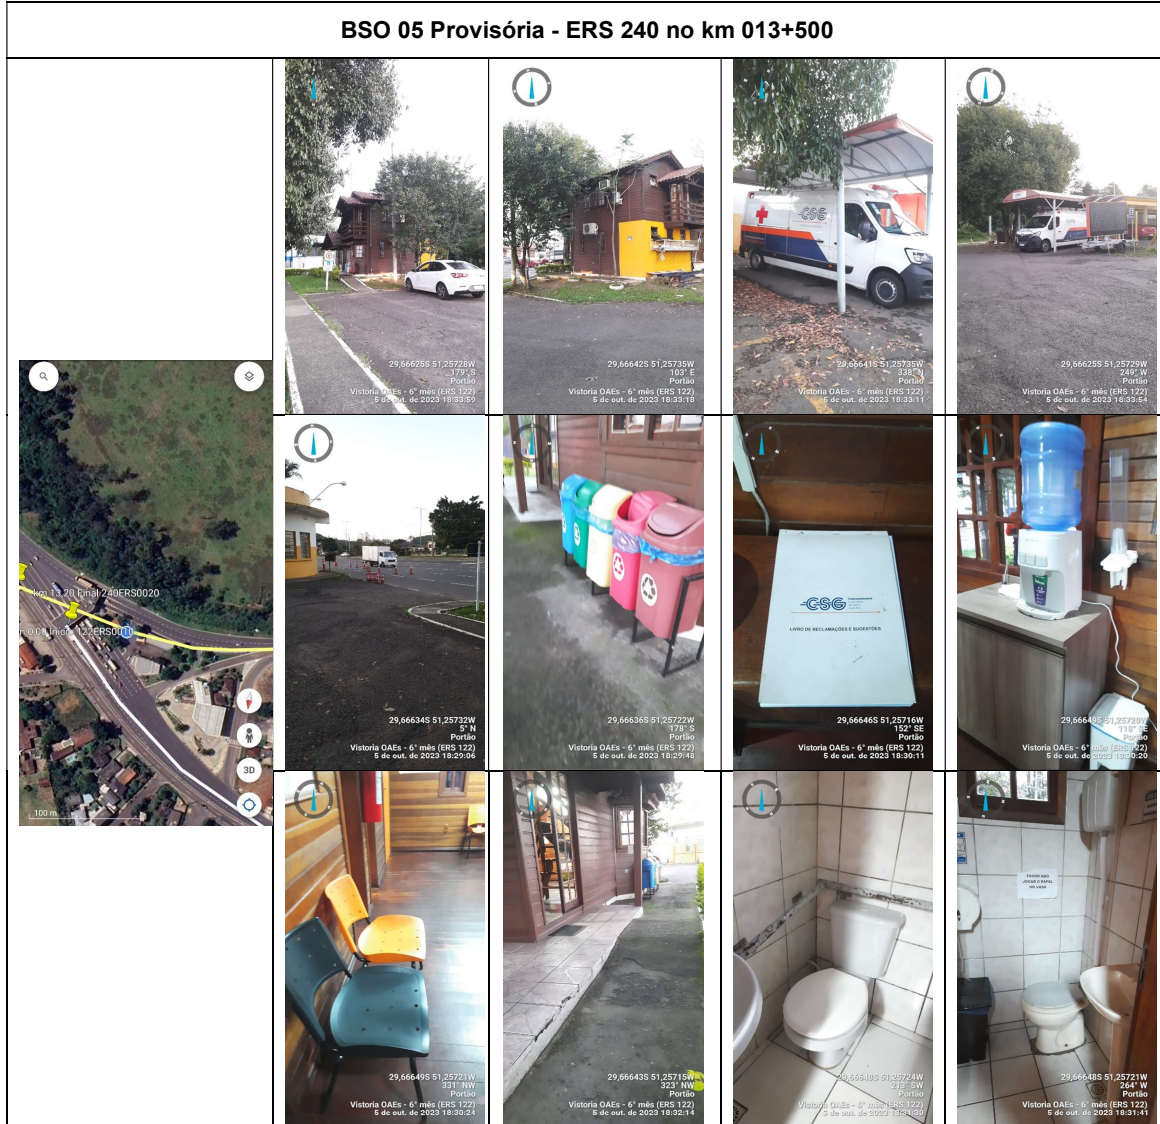 BSO 05 Provisória - ERS 240 no km 013+500
29,66625S 51,25728W
179° S
Portão
Vistoria OAEs - 6° mês (ERS 122)
5 de out. de 2023 18:33:59
29,66642S 51,25735W
103° E
Portão
Vistoria OAEs - 6° mês (ERS 122)
5 de out. de 2023 18:33:18
CSG
29,66641S 51,25735W
338° N
Portão
Vistoria OAEs - 6° mês (ERS 122)
5 de out. de 2023 18:33:11
29,66625S 51,25729W
249° W
Portão
Vistoria OAEs - 6° mês (ERS 122)
5 de out. de 2023 18:33:54
km 13,20 Final 240ERS0020
0,00 Início 122ERS0010
3D
100 m
29,66634S 51,25732W
5° N
Portão
Vistoria OAEs - 6° mês (ERS 122)
5 de out. de 2023 18:29:06
29,66636S 51,25722W
178° S
Portão
Vistoria OAEs - 6° mês (ERS 122)
5 de out. de 2023 18:29:48
CSG
LIVRO DE RECLAMAÇÕES E SUGESTÕES
29,66646S 51,25716W
152° SE
Portão
Vistoria OAEs - 6° mês (ERS 122)
5 de out. de 2023 18:30:11
29,66649S 51,25720W
118° SE
Portão
Vistoria OAEs - 6° mês (ERS 122)
5 de out. de 2023 18:30:20
29,66649S 51,25721W
331° NW
Portão
Vistoria OAEs - 6° mês (ERS 122)
5 de out. de 2023 18:30:24
29,66643S 51,25715W
323° NW
Portão
Vistoria OAEs - 6° mês (ERS 122)
5 de out. de 2023 18:32:14
29,66648S 51,25724W
213° SW
Portão
Vistoria OAEs - 6° mês (ERS 122)
5 de out. de 2023 18:31:30
FAVOR NÃO
JOGAR O PAPEL
NO VASO
29,66648S 51,25721W
264° W
Portão
Vistoria OAEs - 6° mês (ERS 122)
5 de out. de 2023 18:31:41